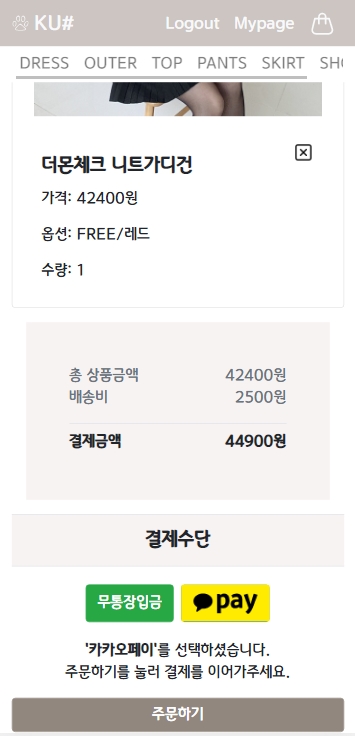 KU# Logout Mypage
DRESS OUTER TOP PANTS SKIRT SHO
더몬체크 니트가디건
가격: 42400원
옵션: FREE/레드
수량: 1
총 상품금액 42400원
배송비 2500원
결제금액 44900원
결제수단
무통장입금 pay
'카카오페이'를 선택하셨습니다.
주문하기를 눌러 결제를 이어가주세요.
주문하기